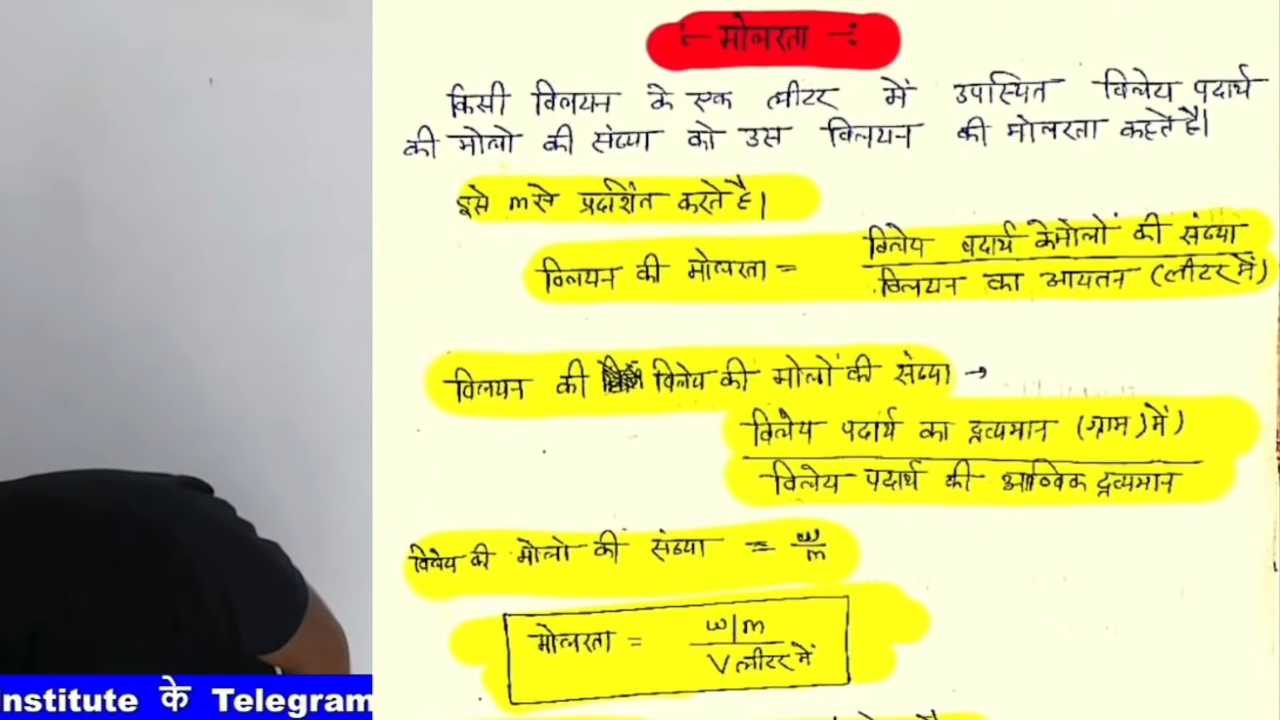 :- मोलरता -:
किसी विलयन के एक लीटर में उपस्थित विलेय पदार्थ
की मोलो की संख्या को उस विलयन की मोलरता कहते है।
इसे m से प्रदर्शित करते है।
विलयन की मोलरता = विलेय पदार्थ के मोलों की संख्या
विलयन का आयतन (लीटर में)
विलयन की विलेय की मोलों की संख्या →
विलेय पदार्थ का द्रव्यमान (ग्राम) में)
विलेय पदार्थ की आण्विक द्रव्यमान
विलेय की मोलो की संख्या = w/m
मोलरता = w/m
V लीटर में
nstitute के Telegram